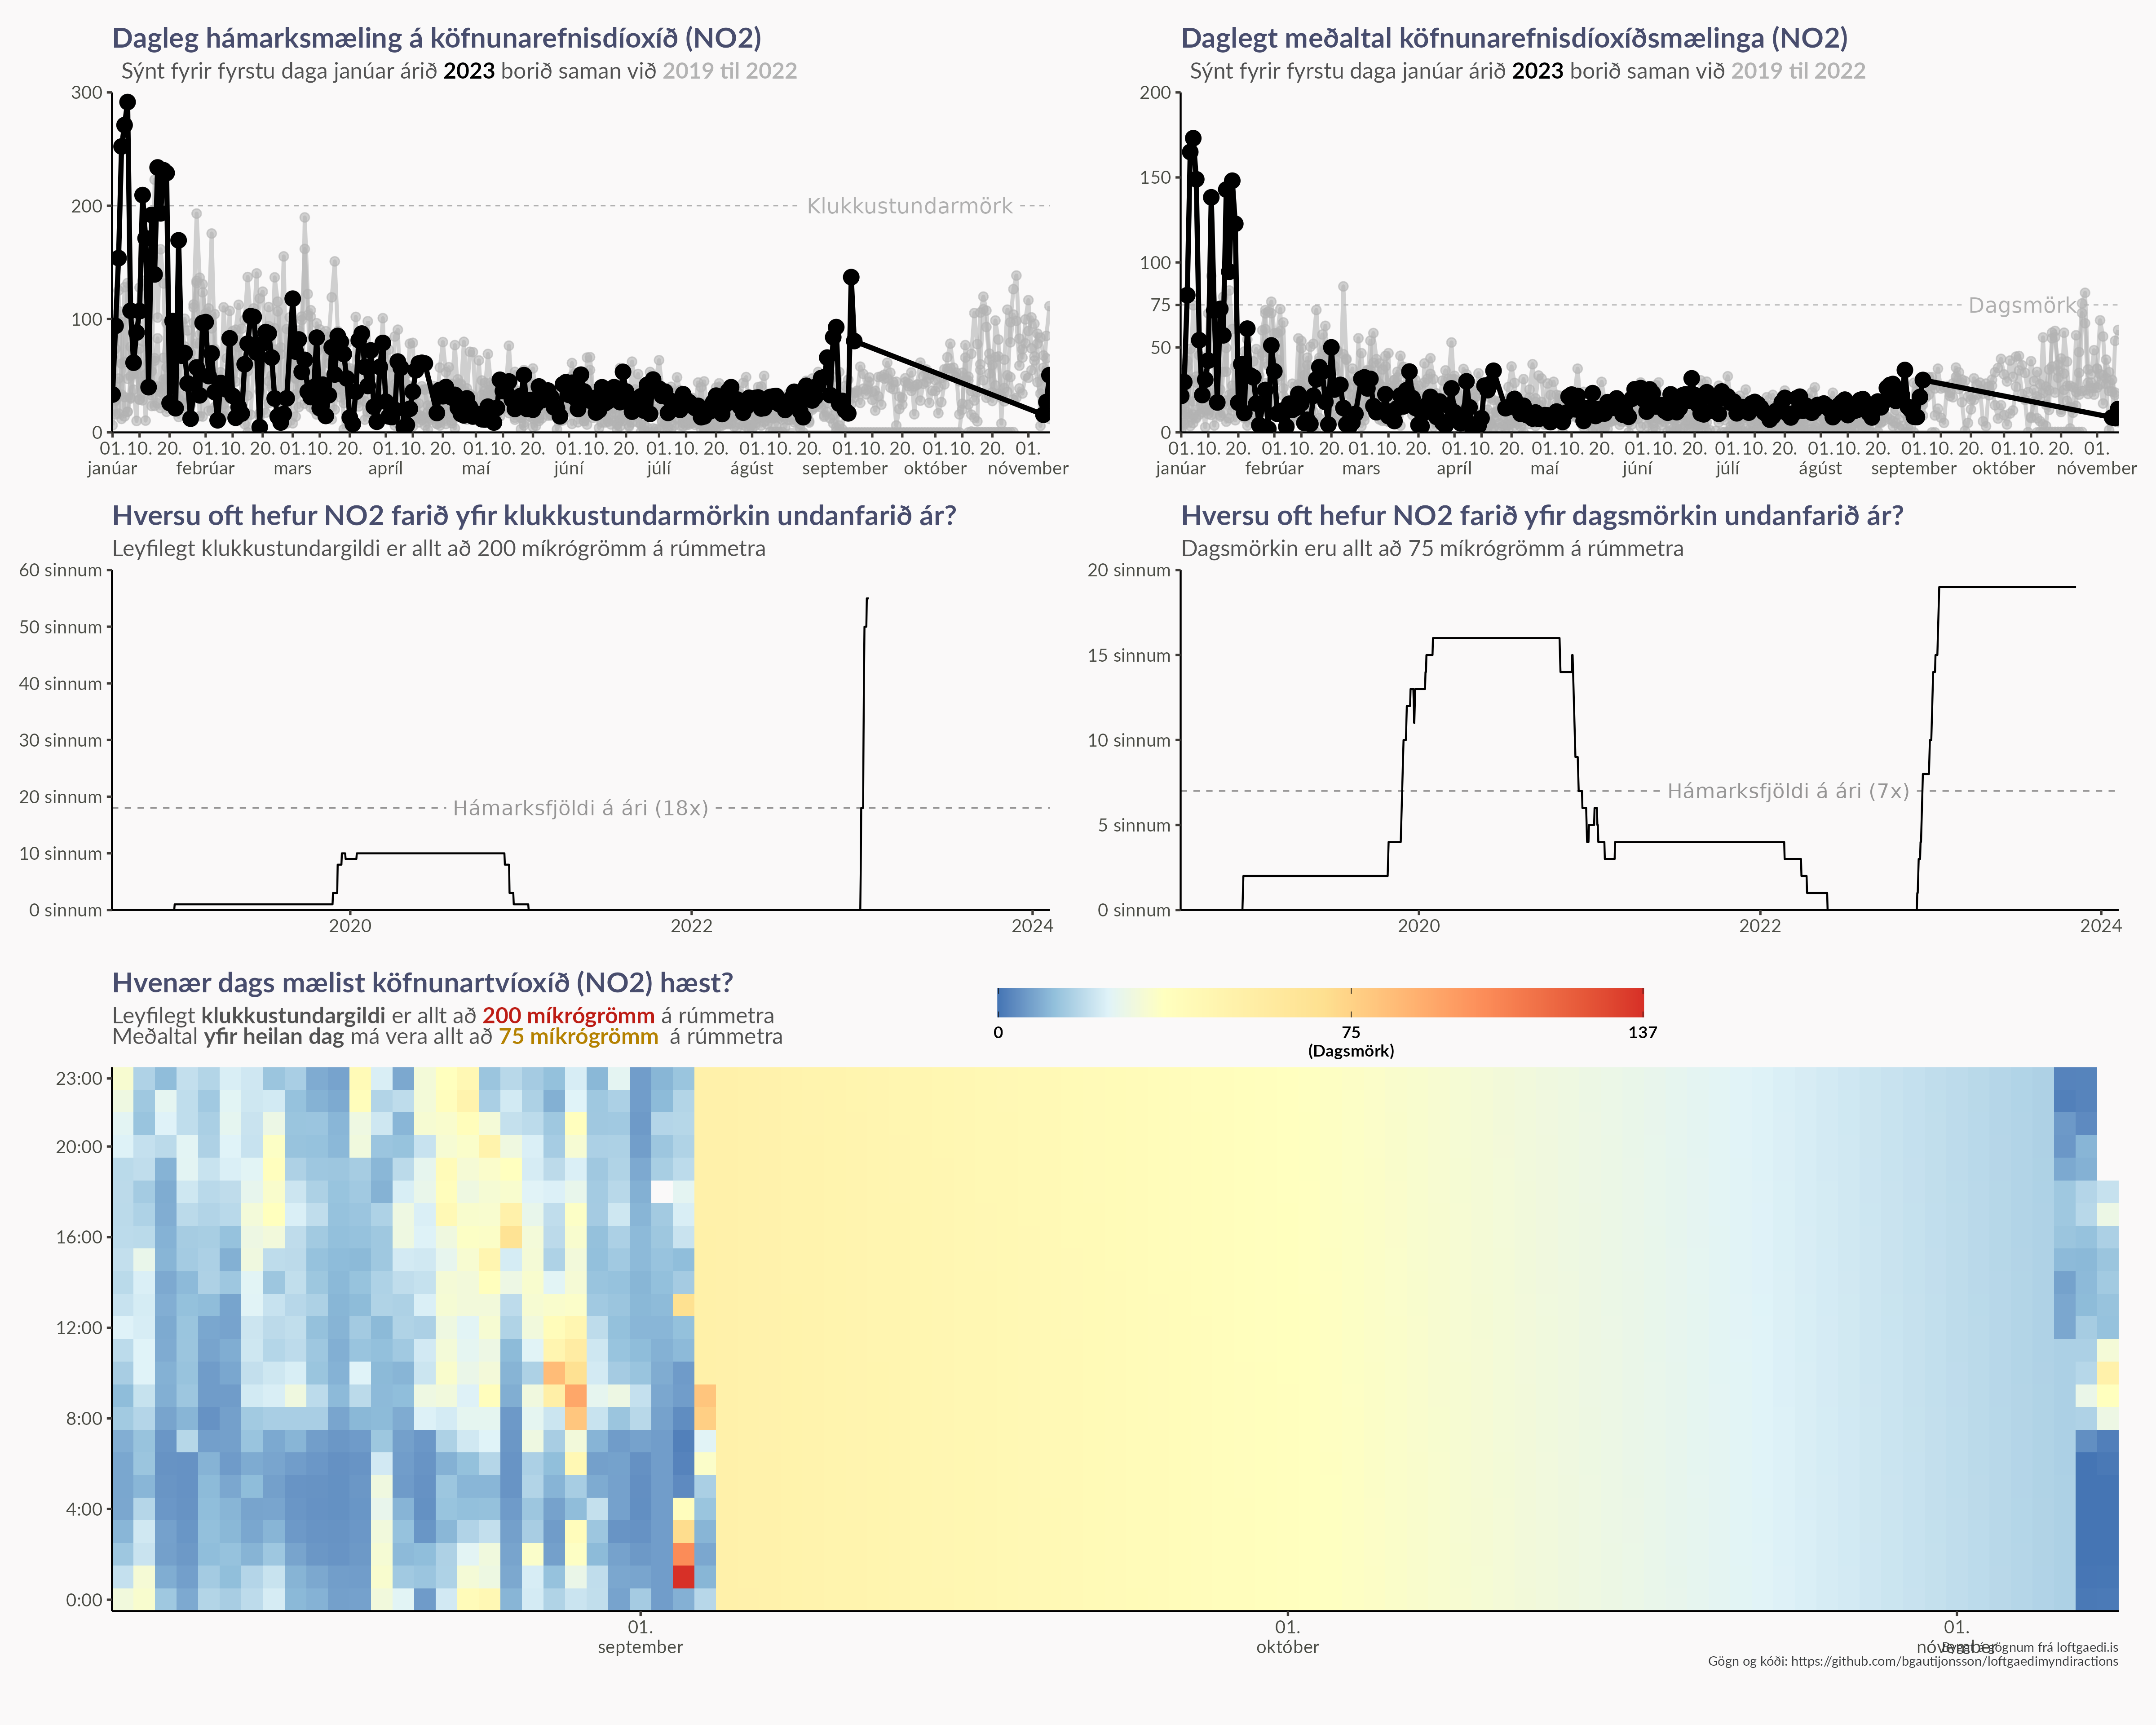 Dagleg hámarksmæling á köfnunarefnisdíoxíð (NO2)
Sýnt fyrir fyrstu daga janúar árið 2023 borið saman við 2019 til 2022
300
200
100
0
Klukkustundarmörk
01. 10. 20. 01. 10. 20. 01. 10. 20. 01. 10. 20. 01. 10. 20. 01. 10. 20. 01. 10. 20. 01. 10. 20. 01. 10. 20. 01. 10. 20. 01.
janúar febrúar mars apríl maí júní júlí ágúst september október nóvember
Daglegt meðaltal köfnunarefnisdíoxíðsmælinga (NO2)
Sýnt fyrir fyrstu daga janúar árið 2023 borið saman við 2019 til 2022
200
150
100
75
50
0
Dagsmörk
01. 10. 20. 01. 10. 20. 01. 10. 20. 01. 10. 20. 01. 10. 20. 01. 10. 20. 01. 10. 20. 01. 10. 20. 01. 10. 20. 01. 10. 20. 01.
janúar febrúar mars apríl maí júní júlí ágúst september október nóvember
Hversu oft hefur NO2 farið yfir klukkustundarmörkin undanfarið ár?
Leyfilegt klukkustundargildi er allt að 200 míkrógrömm á rúmmetra
60 sinnum
50 sinnum
40 sinnum
30 sinnum
20 sinnum
10 sinnum
0 sinnum
Hámarksfjöldi á ári (18x)
2020 2022 2024
Hversu oft hefur NO2 farið yfir dagsmörkin undanfarið ár?
Dagsmörkin eru allt að 75 míkrógrömm á rúmmetra
20 sinnum
15 sinnum
10 sinnum
5 sinnum
0 sinnum
Hámarksfjöldi á ári (7x)
2020 2022 2024
Hvenær dags mælist köfnunartvíoxíð (NO2) hæst?
Leyfilegt klukkustundargildi er allt að 200 míkrógrömm á rúmmetra
Meðaltal yfir heilan dag má vera allt að 75 míkrógrömm á rúmmetra
0 75 137
(Dagsmörk)
23:00
20:00
16:00
12:00
8:00
4:00
0:00
01. 01. 01.
september október nóvember
gögnum frá loftgaedi.is
Gögn og kóði: https://github.com/bgautijonsson/loftgaedimyndiractions